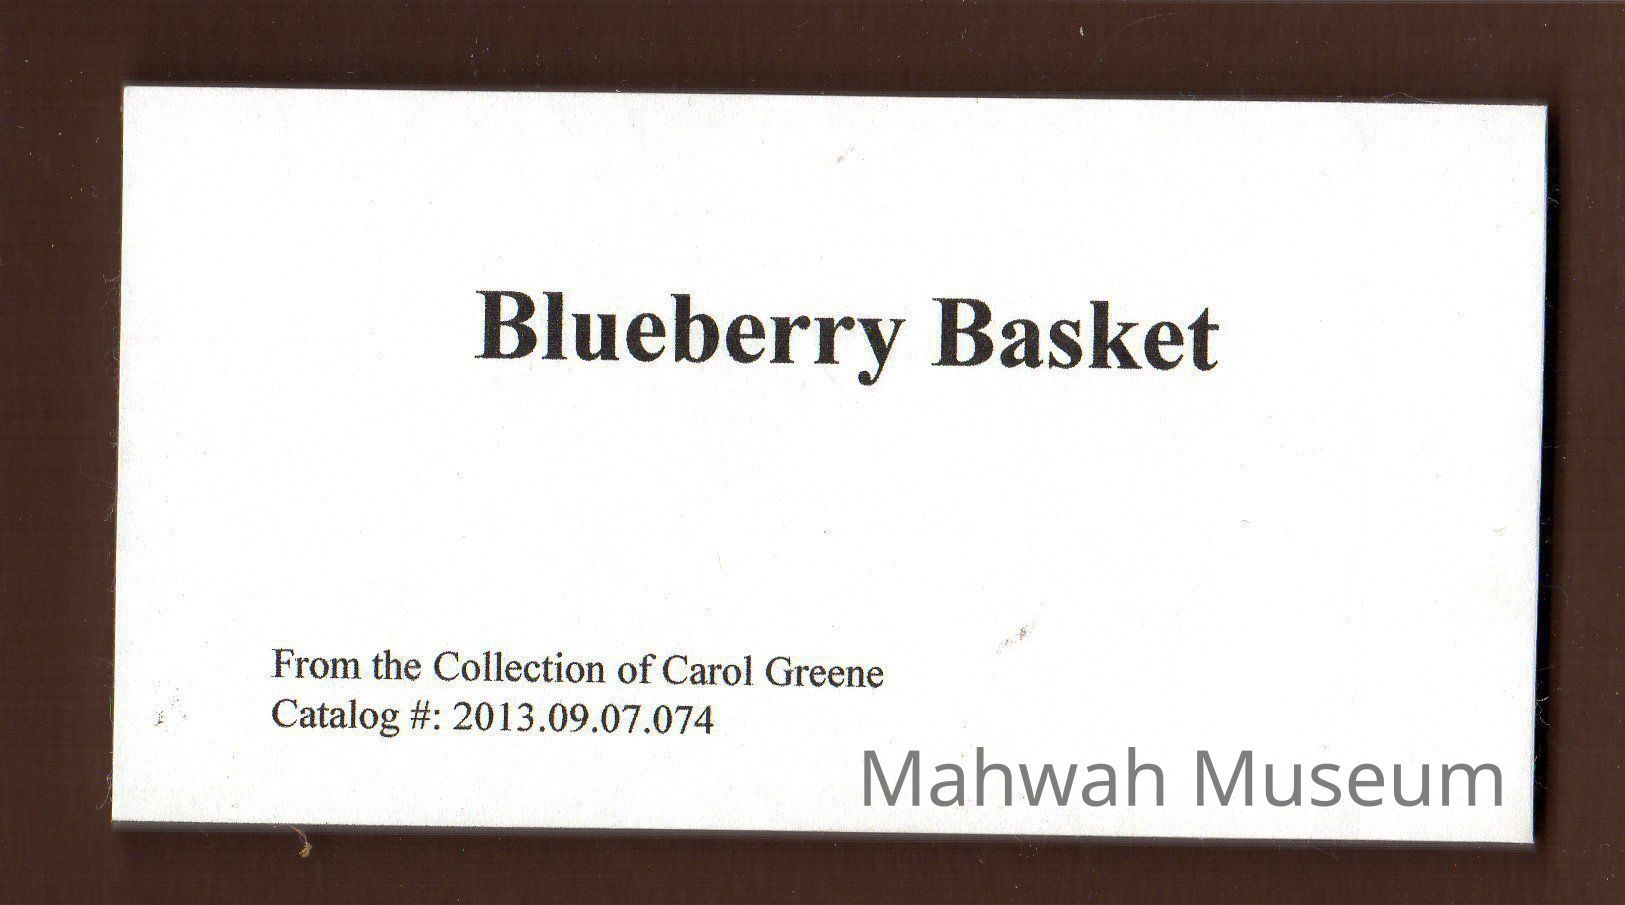 Blueberry Basket
From the Collection of Carol Greene
Catalog #: 2013.09.07.074
Mahwah Museum